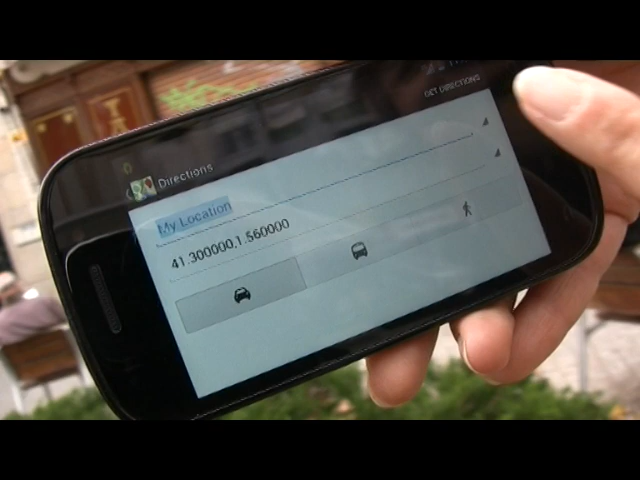 GET DIRECTIONS
Directions
My Location
41.300000,1.560000